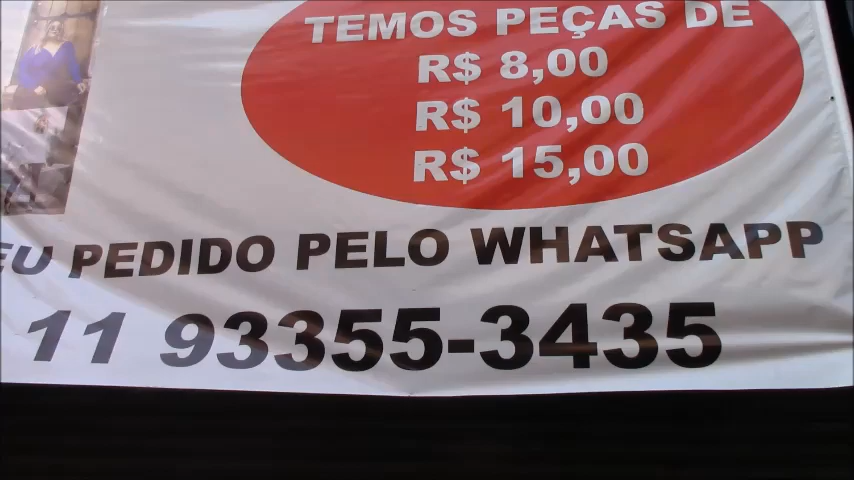 TEMOS PEÇAS DE
R$ 8,00
R$ 10,00
R$ 15,00
EU PEDIDO PELO WHATSAPP
11 93355-3435